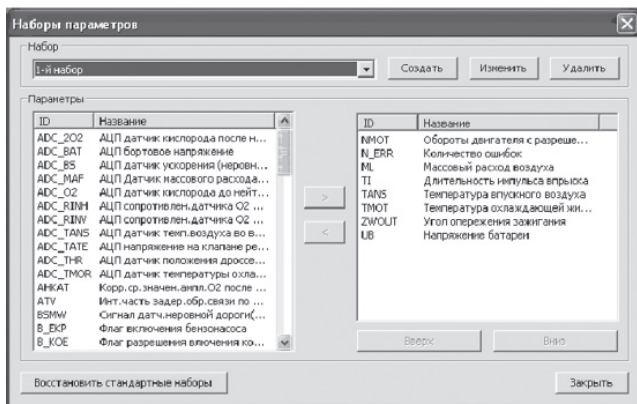 Наборы параметров
Набор
1-й набор
Создать
Изменить
Удалить
Параметры
ID Название
ADC_2O2 АЦП датчик кислорода после н...
ADC_BAT АЦП бортовое напряжение
ADC_BS АЦП Датчик ускорения (неровн...
ADC_MAF АЦП Датчик массового расхода...
ADC_O2 АЦП датчик кислорода до нейт...
ADC_RINH АЦП сопротивлен.датчика O2 ...
ADC_RINV АЦП сопротивлен.датчика O2 ...
ADC_TANS АЦП датчик темп.воздуха во в...
ADC_TATE АЦП напряжение на клапане ре...
ADC_THR АЦП датчик положения дроссе...
ADC_TMOR АЦП датчик температуры охла...
AHKAT Корр.ср.значен.ампл.O2 после ...
ATV Инт.часть задер.обр.связи по ...
BSMW Сигнал датч.неровной дороги(...
B_EKP Флаг включения бензонасоса
B_KOE Флаг разрешения влючения ко...
>
<
ID Название
NMOT Обороты двигателя с разреше...
N_ERR Количество ошибок
ML Массовый расход воздуха
TI Длительность импульса впрыска
TANS Температура впускного воздуха
TMOT Температура охлаждающей жи...
ZWOUT Угол опережения зажигания
UB Напряжение батареи
Вверх
Вниз
Восстановить стандартные наборы
Закрыть